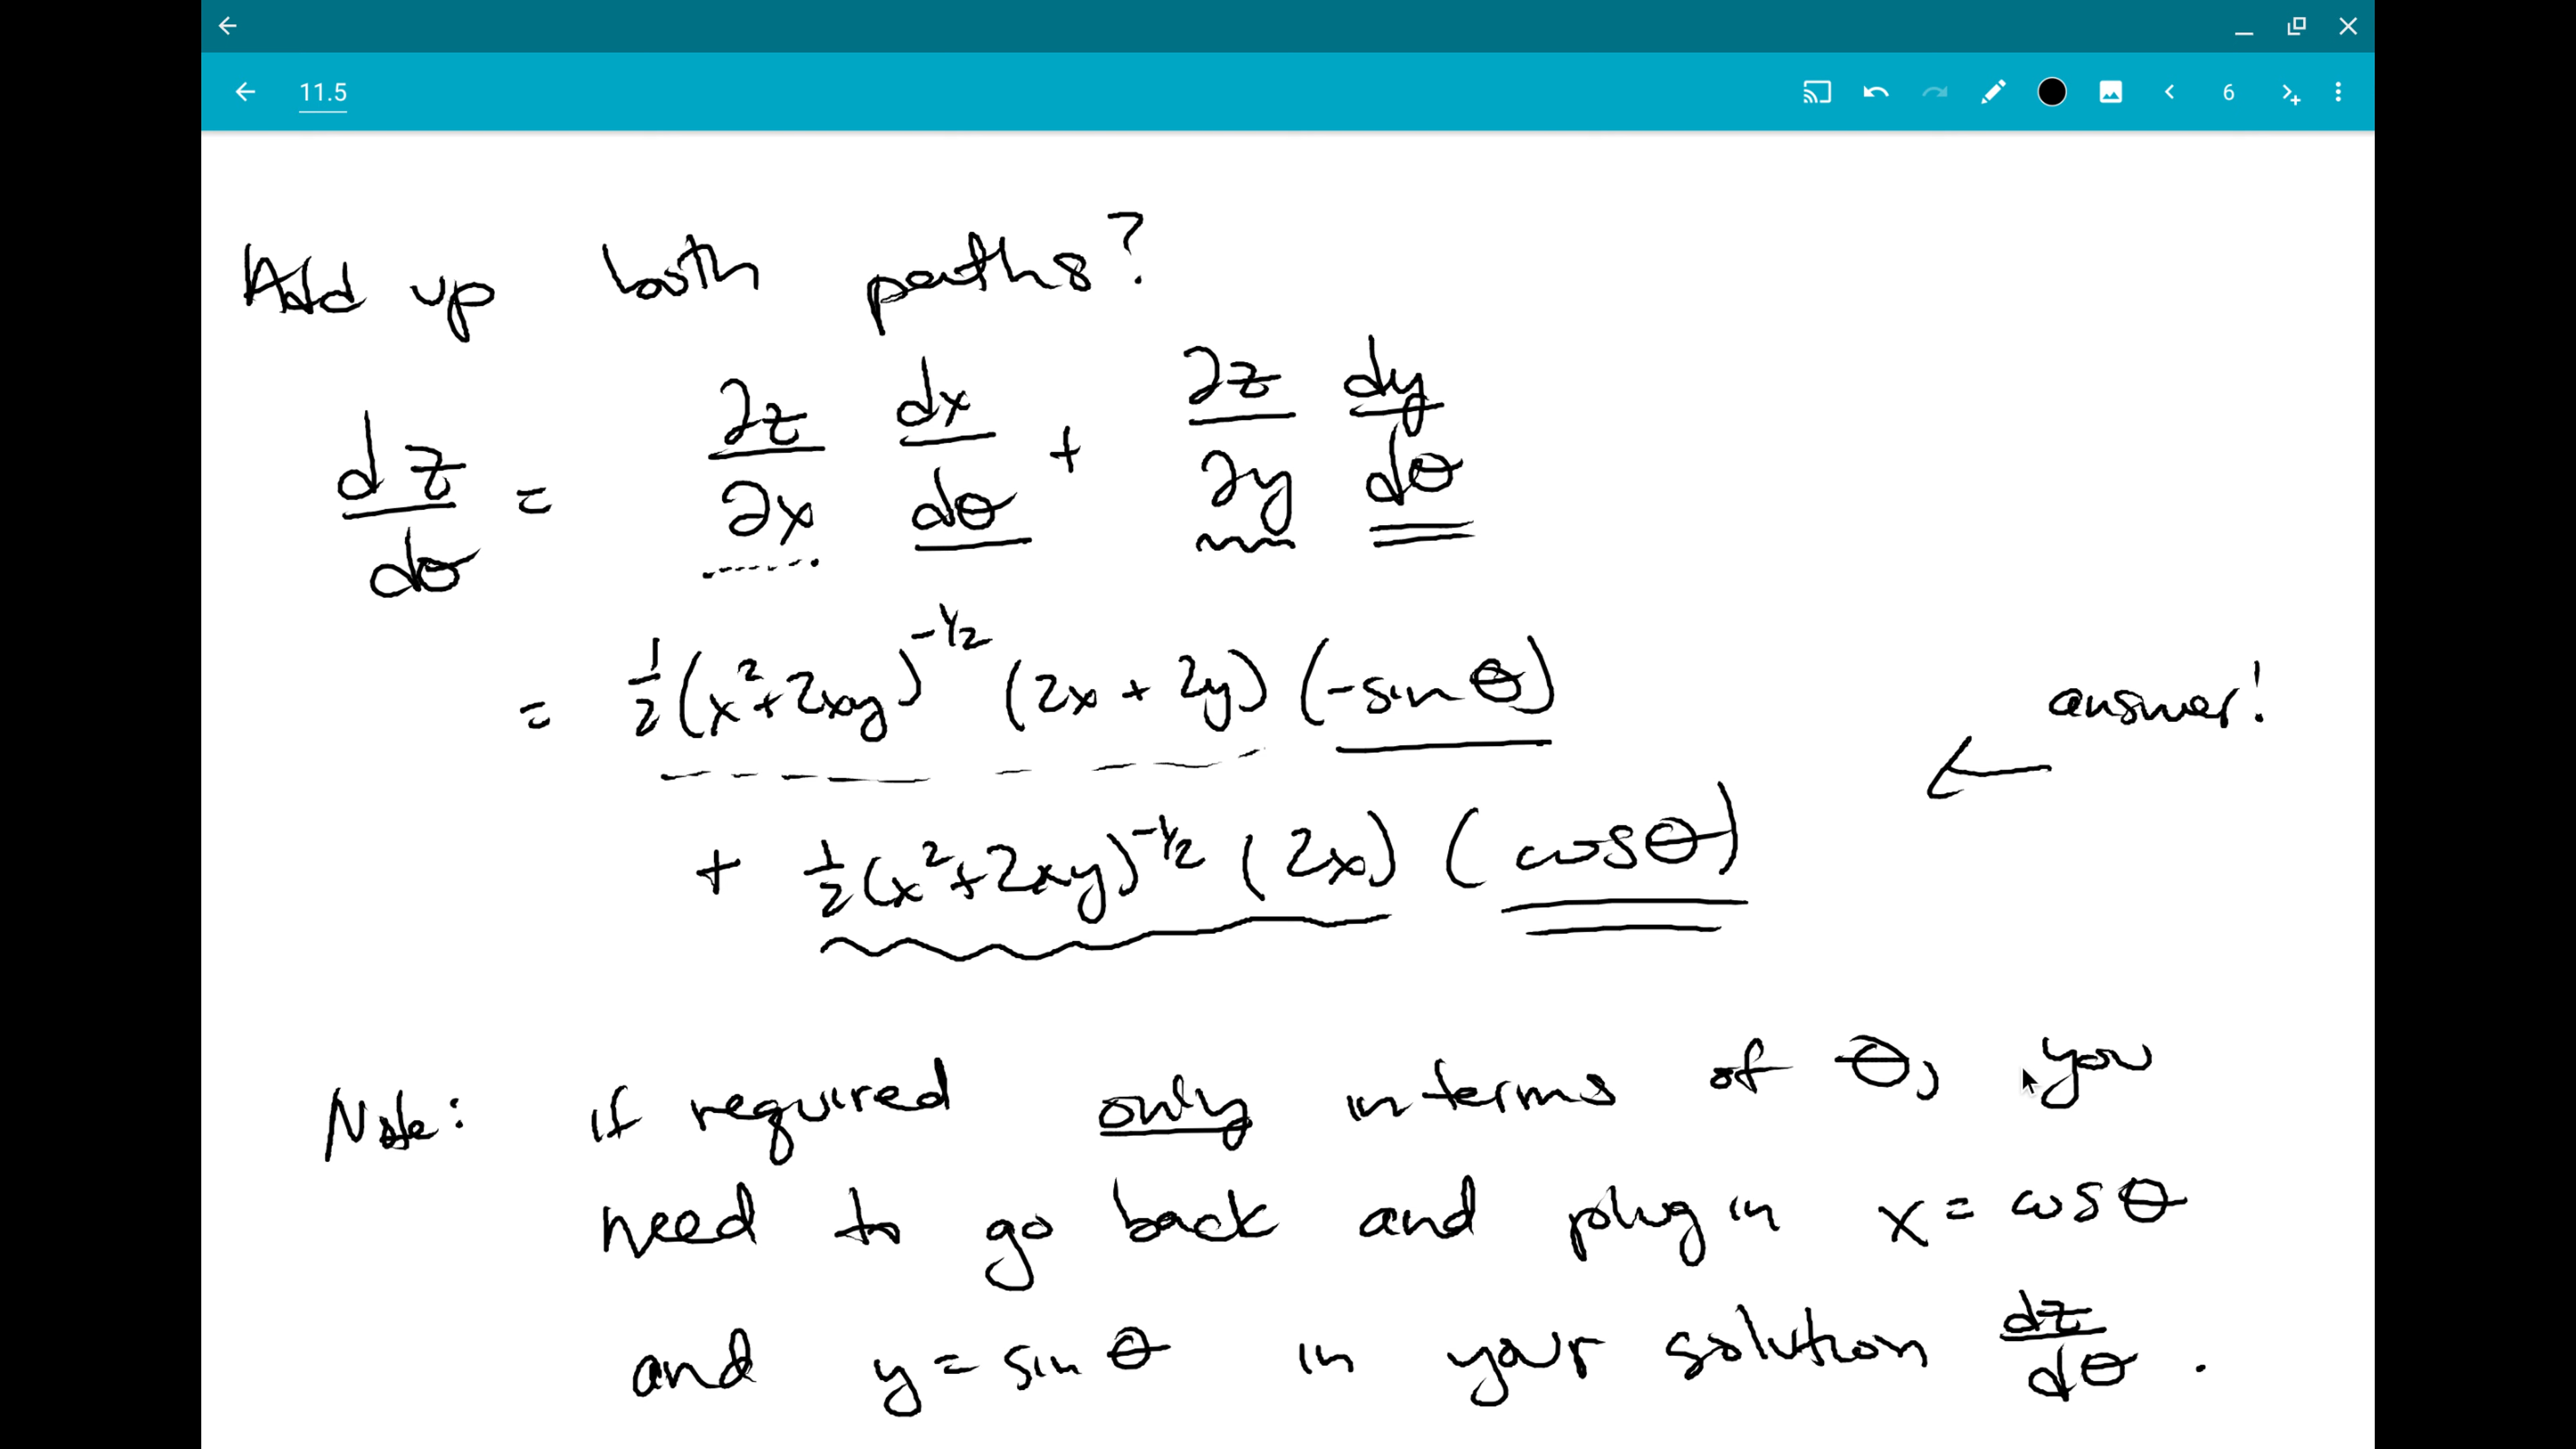 11.5
6
Add up both paths?
dz/dθ = ∂z/∂x dx/dθ + ∂z/∂y dy/dθ
= 1/2 (x²+2xy)^(-1/2) (2x + 2y) (-sin θ)
answer!
+ 1/2 (x²+2xy)^(-1/2) (2x) (cos θ)
Note: if required only in terms of θ, you
need to go back and plug in x = cos θ
and y = sin θ in your solution dz/dθ .